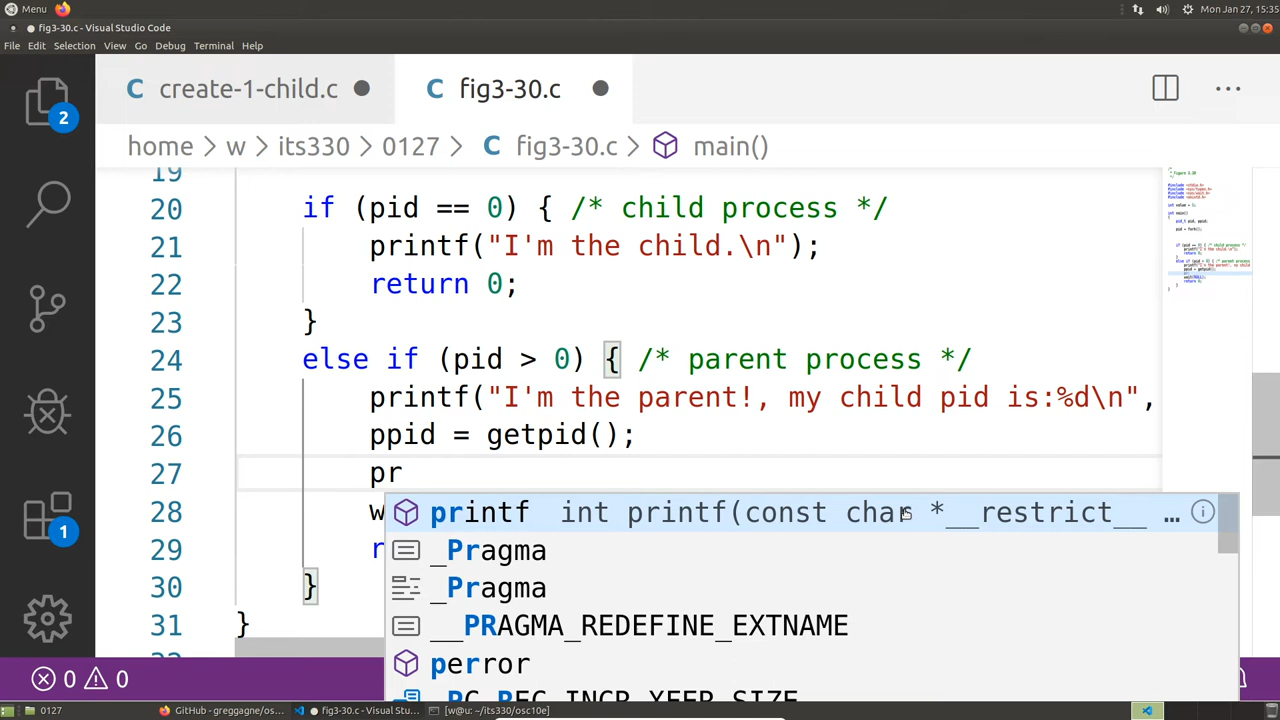 Menu
Mon Jan 27, 15:35
fig3-30.c - Visual Studio Code
File Edit Selection View Go Debug Terminal Help
C create-1-child.c
C fig3-30.c
home > w > its330 > 0127 > C fig3-30.c > main()
2
1
19
20 if (pid == 0) { /* child process */
21 printf("I'm the child.\n");
22 return 0;
23 }
24 else if (pid > 0) { /* parent process */
25 printf("I'm the parent!, my child pid is:%d\n",
26 ppid = getpid();
27 pr
28 w
29 r
30 }
31 }
printf int printf(const char *__restrict__ …
_Pragma
_Pragma
__PRAGMA_REDEFINE_EXTNAME
perror
_PC_REC_INCR_XFER_SIZE
0 0
0127
GitHub - greggagne/os...
fig3-30.c - Visual Stu...
[w@u: ~/its330/osc10e]